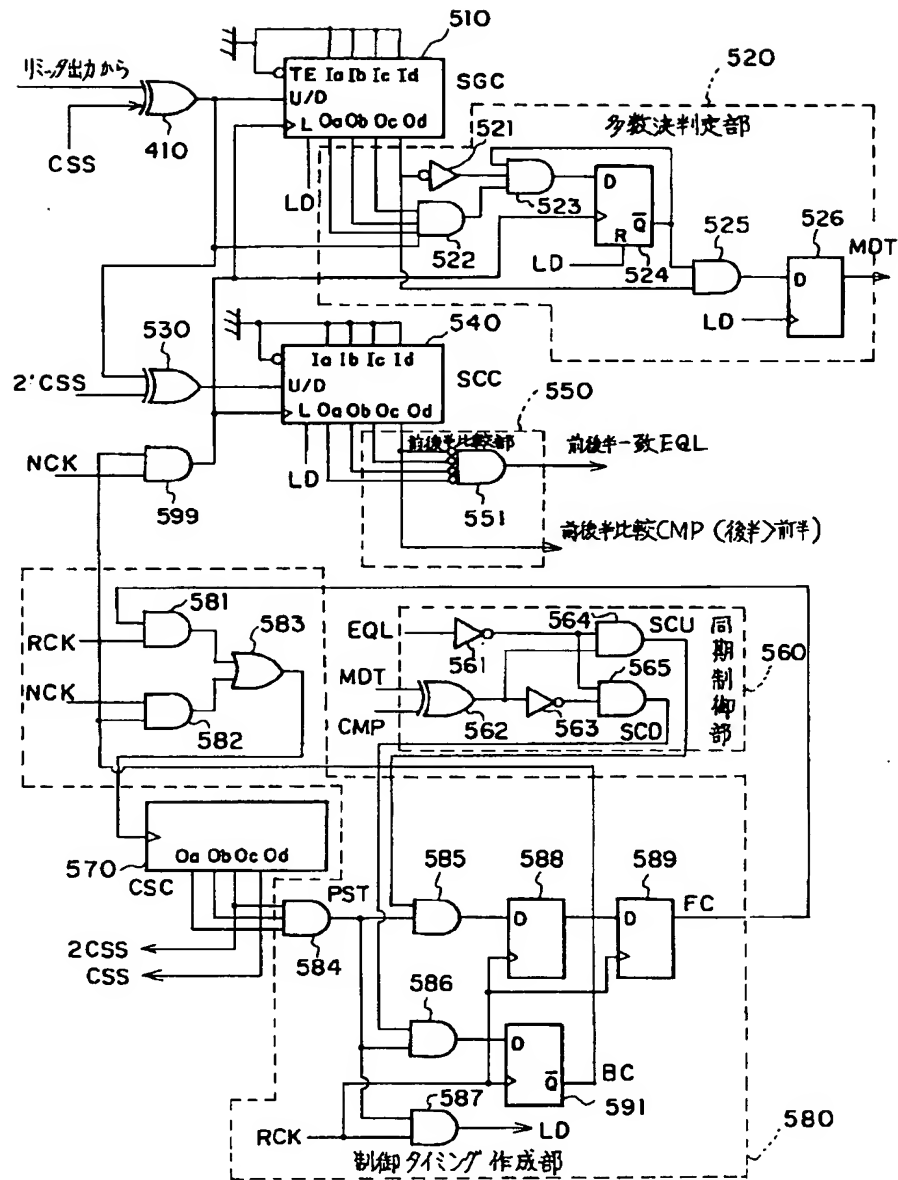 510
リミッタ出力から
TE Ia Ib Ic Id
SGC
520
U/D
多数決判定部
L Oa Ob Oc Od
521
410
CSS
LD
D
Q
R
523
522
LD
524
525
526
MDT
D
LD
530
540
Ia Ib Ic Id
SCC
2'CSS
U/D
L Oa Ob Oc Od
550
前後半比較部
前後半一致EQL
NCK
LD
599
551
前後半比較CMP(後半>前半)
581
583
564
EQL
SCU
同期制御部
RCK
561
565
560
MDT
NCK
CMP
562
563
SCD
582
570
Oa Ob Oc Od
CSC
PST
585
588
589
FC
D
D
2CSS
CSS
584
586
D
Q
BC
587
591
RCK
LD
580
制御タイミング作成部